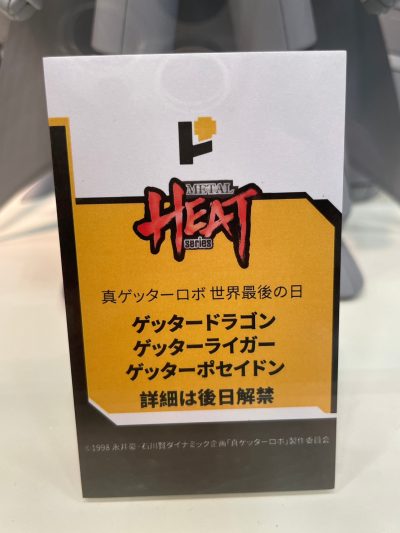 METAL
HEAT
series
真ゲッターロボ 世界最後の日
ゲッタードラゴン
ゲッターライガー
ゲッターポセイドン
詳細は後日解禁
©1998 永井豪・石川賢/ダイナミック企画・「真ゲッターロボ」製作委員会